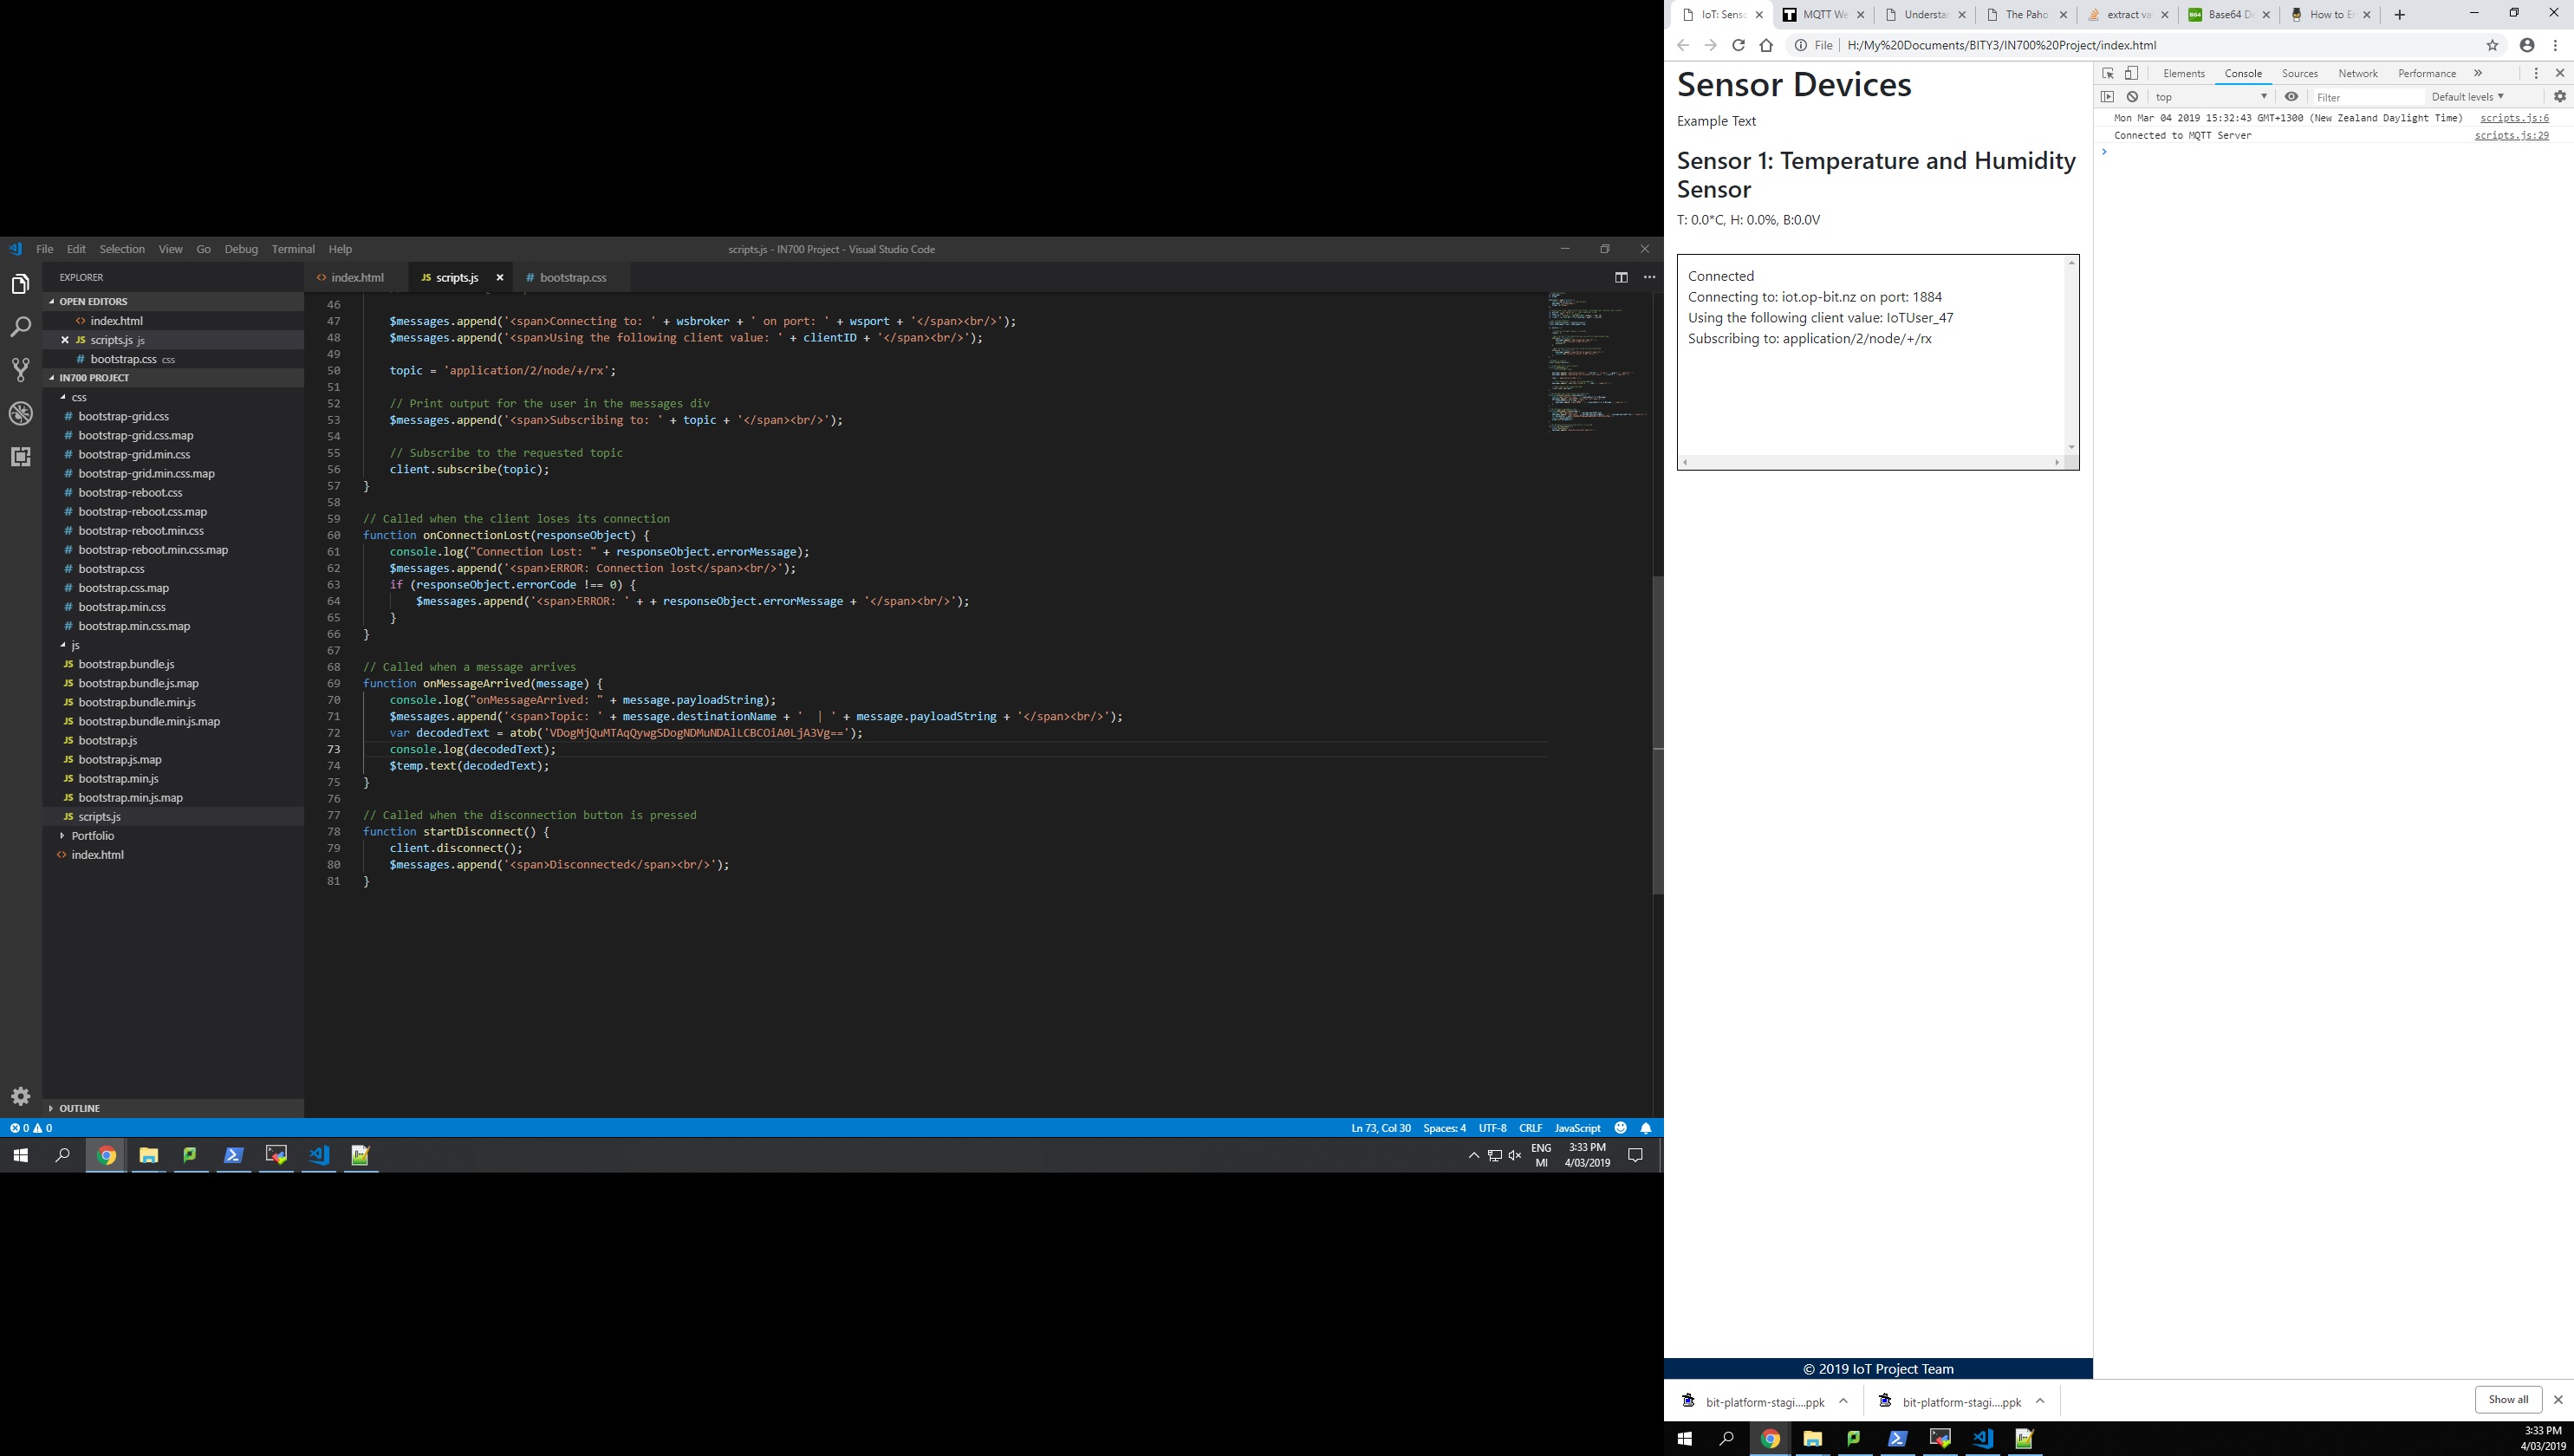 File Edit Selection View Go Debug Terminal Help
scripts.js - IN700 Project - Visual Studio Code
EXPLORER
OPEN EDITORS
index.html
scripts.js js
bootstrap.css css
IN700 PROJECT
css
bootstrap-grid.css
bootstrap-grid.css.map
bootstrap-grid.min.css
bootstrap-grid.min.css.map
bootstrap-reboot.css
bootstrap-reboot.css.map
bootstrap-reboot.min.css
bootstrap-reboot.min.css.map
bootstrap.css
bootstrap.css.map
bootstrap.min.css
bootstrap.min.css.map
js
bootstrap.bundle.js
bootstrap.bundle.js.map
bootstrap.bundle.min.js
bootstrap.bundle.min.js.map
bootstrap.js
bootstrap.js.map
bootstrap.min.js
bootstrap.min.js.map
scripts.js
Portfolio
index.html
OUTLINE
index.html scripts.js bootstrap.css
46
47 $messages.append('<span>Connecting to: ' + wsbroker + ' on port: ' + wsport + '</span><br/>');
48 $messages.append('<span>Using the following client value: ' + clientID + '</span><br/>');
49
50 topic = 'application/2/node/+/rx';
51
52 // Print output for the user in the messages div
53 $messages.append('<span>Subscribing to: ' + topic + '</span><br/>');
54
55 // Subscribe to the requested topic
56 client.subscribe(topic);
57 }
58
59 // Called when the client loses its connection
60 function onConnectionLost(responseObject) {
61 console.log("Connection Lost: " + responseObject.errorMessage);
62 $messages.append('<span>ERROR: Connection lost</span><br/>');
63 if (responseObject.errorCode !== 0) {
64 $messages.append('<span>ERROR: ' + + responseObject.errorMessage + '</span><br/>');
65 }
66 }
67
68 // Called when a message arrives
69 function onMessageArrived(message) {
70 console.log("onMessageArrived: " + message.payloadString);
71 $messages.append('<span>Topic: ' + message.destinationName + '  | ' + message.payloadString + '</span><br/>');
72 var decodedText = atob('VDogMjQuMTAqQywgSDogNDMuNDAlLCBCOiA0LjA3Vg==');
73 console.log(decodedText);
74 $temp.text(decodedText);
75 }
76
77 // Called when the disconnection button is pressed
78 function startDisconnect() {
79 client.disconnect();
80 $messages.append('<span>Disconnected</span><br/>');
81 }
0 0
Ln 73, Col 30 Spaces: 4 UTF-8 CRLF JavaScript
ENG
MI
3:33 PM
4/03/2019
IoT: Senso MQTT We Understan The Paho extract va Base64 De How to En
File H:/My%20Documents/BITY3/IN700%20Project/index.html
Sensor Devices
Example Text
Sensor 1: Temperature and Humidity
Sensor
T: 0.0*C, H: 0.0%, B:0.0V
Connected
Connecting to: iot.op-bit.nz on port: 1884
Using the following client value: IoTUser_47
Subscribing to: application/2/node/+/rx
© 2019 IoT Project Team
Elements Console Sources Network Performance
top Filter Default levels
Mon Mar 04 2019 15:32:43 GMT+1300 (New Zealand Daylight Time) scripts.js:6
Connected to MQTT Server scripts.js:29
bit-platform-stagi....ppk bit-platform-stagi....ppk Show all
3:33 PM
4/03/2019